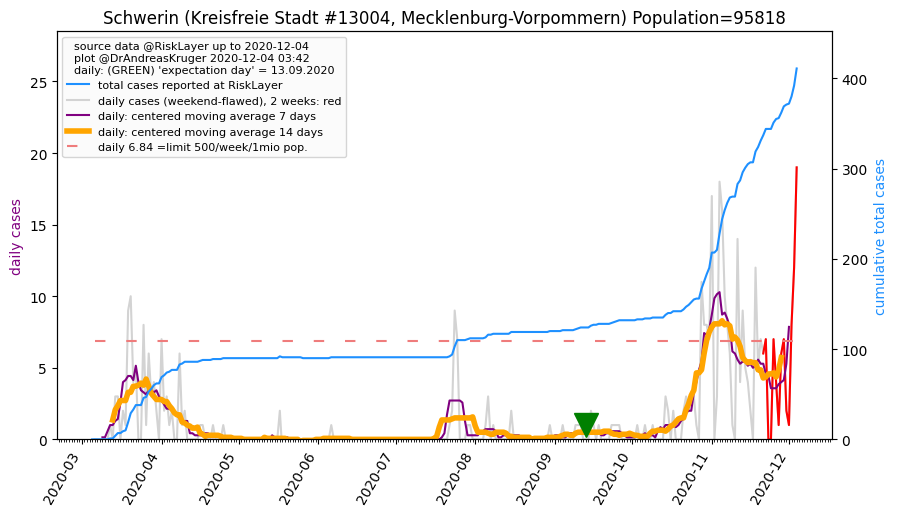 Schwerin (Kreisfreie Stadt #13004, Mecklenburg-Vorpommern) Population=95818
source data @RiskLayer up to 2020-12-04
plot @DrAndreasKruger 2020-12-04 03:42
daily: (GREEN) 'expectation day' = 13.09.2020
total cases reported at RiskLayer
daily cases (weekend-flawed), 2 weeks: red
daily: centered moving average 7 days
daily: centered moving average 14 days
daily 6.84 =limit 500/week/1mio pop.
daily cases
25
20
15
10
5
0
cumulative total cases
400
300
200
100
0
2020-03
2020-04
2020-05
2020-06
2020-07
2020-08
2020-09
2020-10
2020-11
2020-12